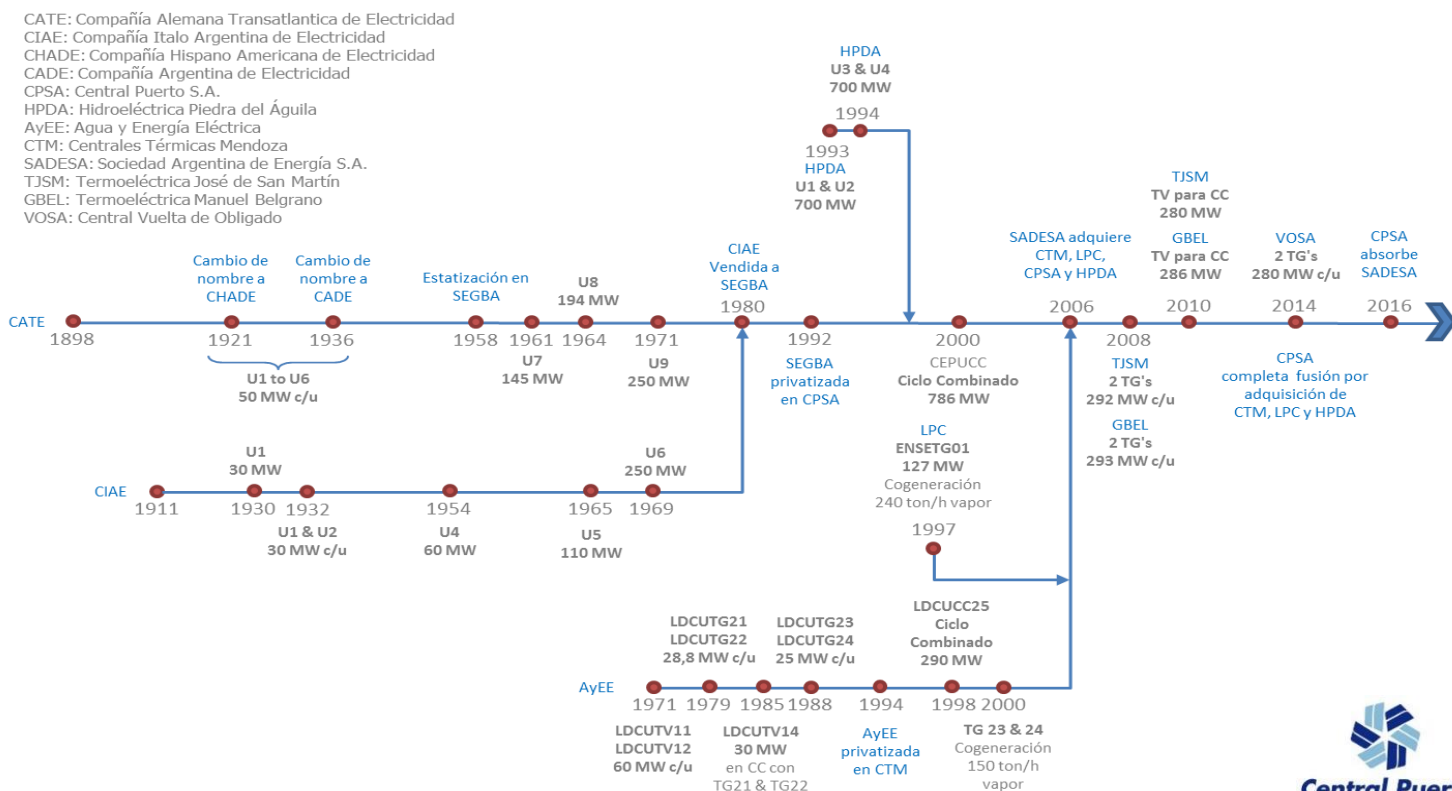 CATE: Compañía Alemana Transatlantica de Electricidad
CIAE: Compañía Italo Argentina de Electricidad
CHADE: Compañía Hispano Americana de Electricidad
CADE: Compañía Argentina de Electricidad
CPSA: Central Puerto S.A.
HPDA: Hidroeléctrica Piedra del Águila
AyEE: Agua y Energía Eléctrica
CTM: Centrales Térmicas Mendoza
SADESA: Sociedad Argentina de Energía S.A.
TJSM: Termoeléctrica José de San Martín
GBEL: Termoeléctrica Manuel Belgrano
VOSA: Central Vuelta de Obligado
HPDA
U3 & U4
700 MW
1994
1993
HPDA
U1 & U2
700 MW
CATE
1898
Cambio de
nombre a
CHADE
1921
Cambio de
nombre a
CADE
1936
U1 to U6
50 MW c/u
Estatización en
SEGBA
1958
1961
U7
145 MW
U8
194 MW
1964
1971
U9
250 MW
CIAE
Vendida a
SEGBA
1980
1992
SEGBA
privatizada
en CPSA
2000
CEPUCC
Ciclo Combinado
786 MW
SADESA adquiere
CTM, LPC,
CPSA y HPDA
2006
2008
TJSM
2 TG's
292 MW c/u
GBEL
2 TG's
293 MW c/u
TJSM
TV para CC
280 MW
GBEL
TV para CC
286 MW
2010
VOSA
2 TG's
280 MW c/u
2014
CPSA
completa fusión por
adquisición de
CTM, LPC y HPDA
CPSA
absorbe
SADESA
2016
CIAE
1911
U1
30 MW
1930
1932
U1 & U2
30 MW c/u
1954
U4
60 MW
1965
U5
110 MW
U6
250 MW
1969
LPC
ENSETG01
127 MW
Cogeneración
240 ton/h vapor
1997
AyEE
1971
LDCUTV11
LDCUTV12
60 MW c/u
LDCUTG21
LDCUTG22
28,8 MW c/u
1979
1985
LDCUTV14
30 MW
en CC con
TG21 & TG22
LDCUTG23
LDCUTG24
25 MW c/u
1988
1994
AyEE
privatizada
en CTM
LDCUCC25
Ciclo
Combinado
290 MW
1998
2000
TG 23 & 24
Cogeneración
150 ton/h
vapor
Central Puer